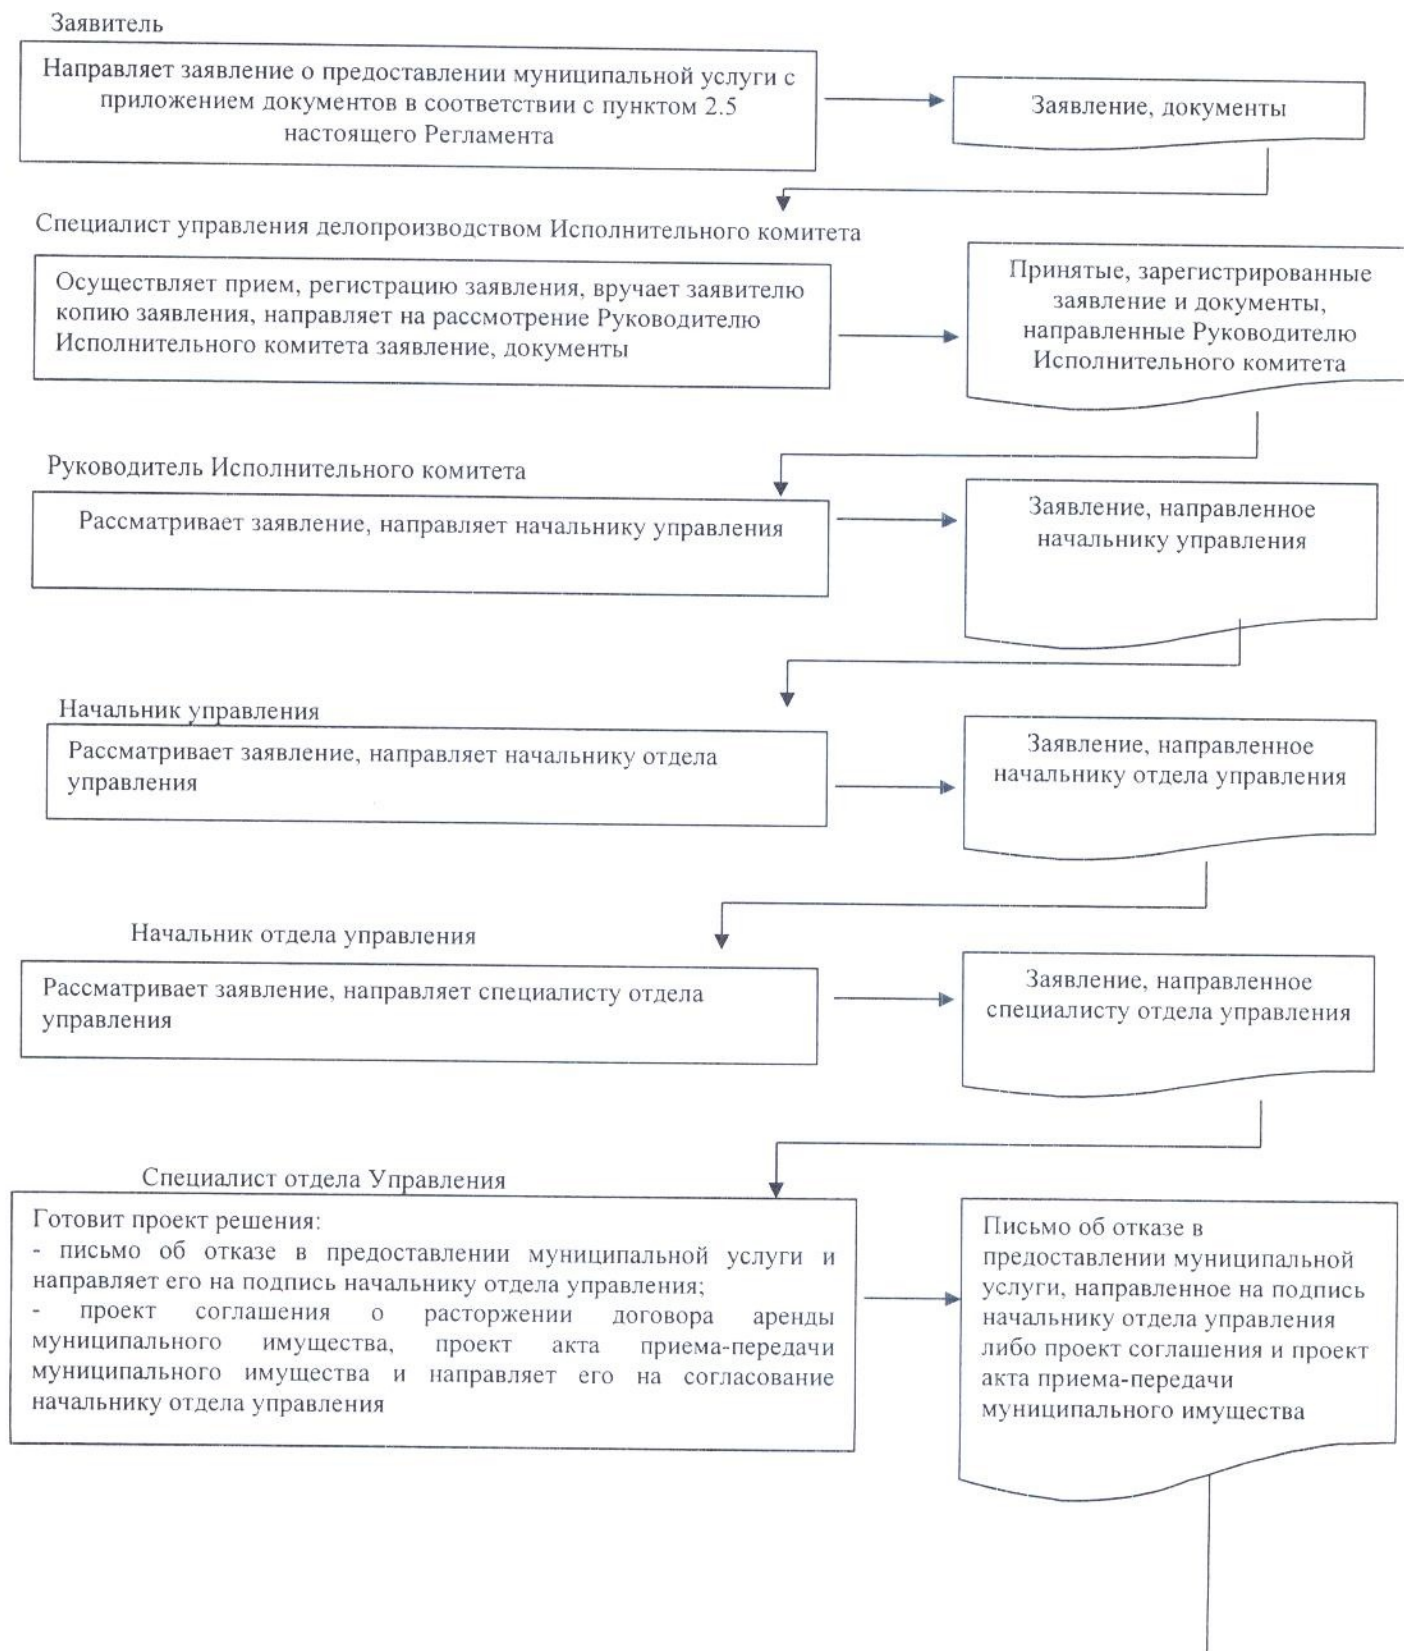 Заявитель
Направляет заявление о предоставлении муниципальной услуги с
приложением документов в соответствии с пунктом 2.5
настоящего Регламента
Заявление, документы
Специалист управления делопроизводством Исполнительного комитета
Осуществляет прием, регистрацию заявления, вручает заявителю
копию заявления, направляет на рассмотрение Руководителю
Исполнительного комитета заявление, документы
Принятые, зарегистрированные
заявление и документы,
направленные Руководителю
Исполнительного комитета
Руководитель Исполнительного комитета
Рассматривает заявление, направляет начальнику управления
Заявление, направленное
начальнику управления
Начальник управления
Рассматривает заявление, направляет начальнику отдела
управления
Заявление, направленное
начальнику отдела управления
Начальник отдела управления
Рассматривает заявление, направляет специалисту отдела
управления
Заявление, направленное
специалисту отдела управления
Специалист отдела Управления
Готовит проект решения:
- письмо об отказе в предоставлении муниципальной услуги и
направляет его на подпись начальнику отдела управления;
- проект соглашения о расторжении договора аренды
муниципального имущества, проект акта приема-передачи
муниципального имущества и направляет его на согласование
начальнику отдела управления
Письмо об отказе в
предоставлении муниципальной
услуги, направленное на подпись
начальнику отдела управления
либо проект соглашения и проект
акта приема-передачи
муниципального имущества